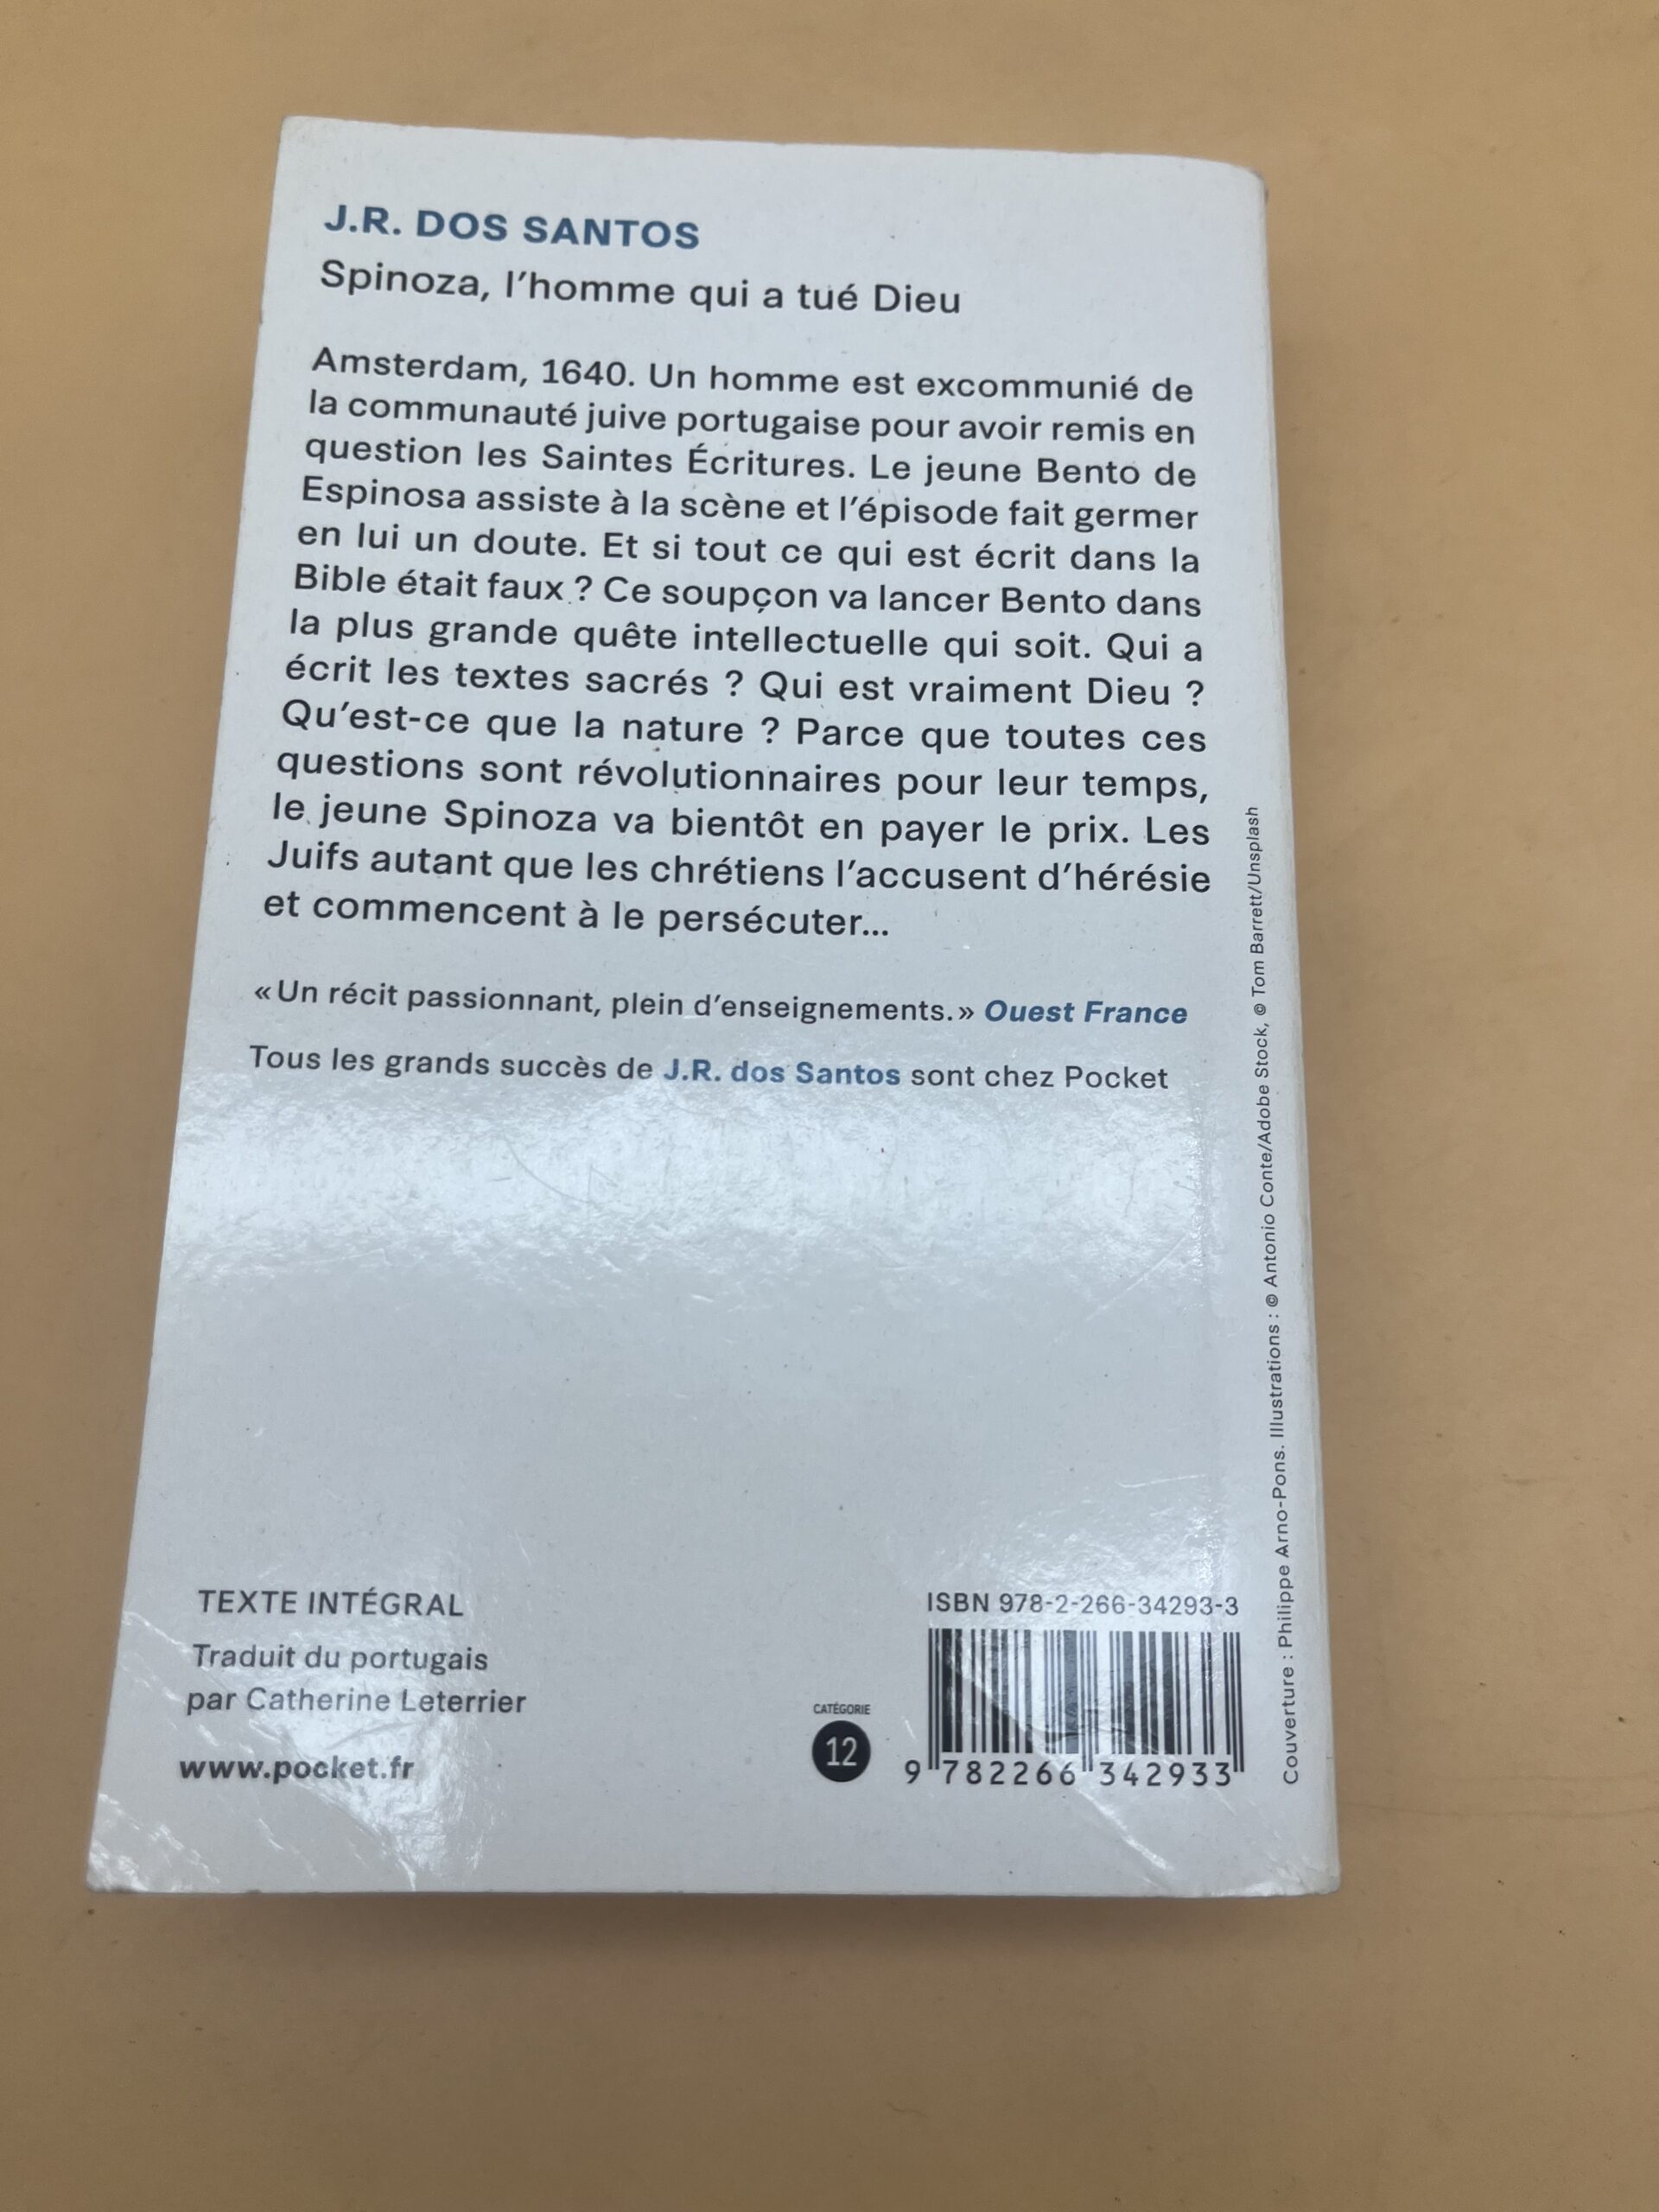 J.R. DOS SANTOS
Spinoza, l'homme qui a tué Dieu
Amsterdam, 1640. Un homme est excommunié de
la communauté juive portugaise pour avoir remis en
question les Saintes Écritures. Le jeune Bento de
Espinosa assiste à la scène et l'épisode fait germer
en lui un doute. Et si tout ce qui est écrit dans la
Bible était faux ? Ce soupçon va lancer Bento dans
la plus grande quête intellectuelle qui soit. Qui a
écrit les textes sacrés ? Qui est vraiment Dieu ?
Qu'est-ce que la nature ? Parce que toutes ces
questions sont révolutionnaires pour leur temps,
le jeune Spinoza va bientôt en payer le prix. Les
Juifs autant que les chrétiens l'accusent d'hérésie
et commencent à le persécuter...
« Un récit passionnant, plein d'enseignements. » Ouest France
Tous les grands succès de J.R. dos Santos sont chez Pocket
TEXTE INTÉGRAL
Traduit du portugais
par Catherine Leterrier
www.pocket.fr
CATÉGORIE
12
ISBN 978-2-266-34293-3
9 782266 342933
Couverture : Philippe Arno-Pons. Illustrations : © Antonio Conte/Adobe Stock, © Tom Barrett/Unsplash